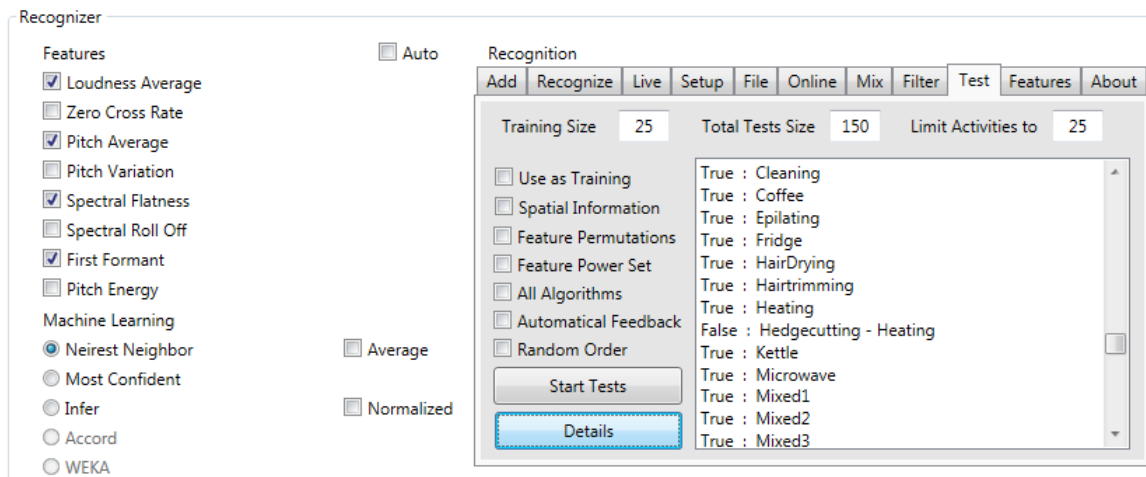 Recognizer
Features
Auto
Loudness Average
Zero Cross Rate
Pitch Average
Pitch Variation
Spectral Flatness
Spectral Roll Off
First Formant
Pitch Energy
Machine Learning
Neirest Neighbor
Average
Most Confident
Infer
Normalized
Accord
WEKA
Recognition
Add Recognize Live Setup File Online Mix Filter Test Features About
Training Size 25 Total Tests Size 150 Limit Activities to 25
Use as Training
Spatial Information
Feature Permutations
Feature Power Set
All Algorithms
Automatical Feedback
Random Order
Start Tests
Details
True : Cleaning
True : Coffee
True : Epilating
True : Fridge
True : HairDrying
True : Hairtrimming
True : Heating
False : Hedgecutting - Heating
True : Kettle
True : Microwave
True : Mixed1
True : Mixed2
True : Mixed3